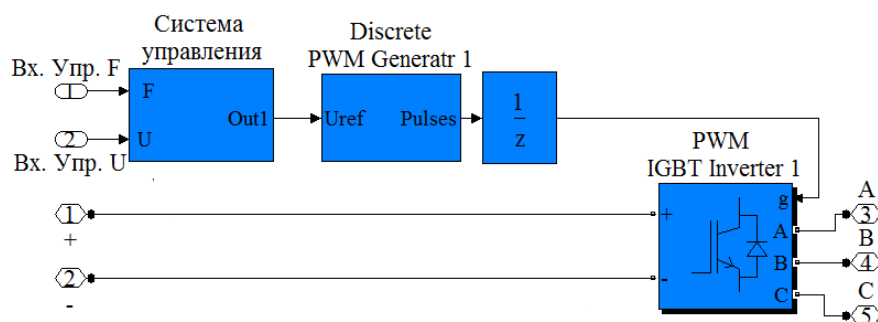 Система
управления
Discrete
PWM Generatr 1
Вх. Упр. F
1
F
2
U
Вх. Упр. U
Out1
Uref
Pulses
1
z
PWM
IGBT Inverter 1
g
A
B
C
+
-
1
+
2
-
A
3
B
4
C
5